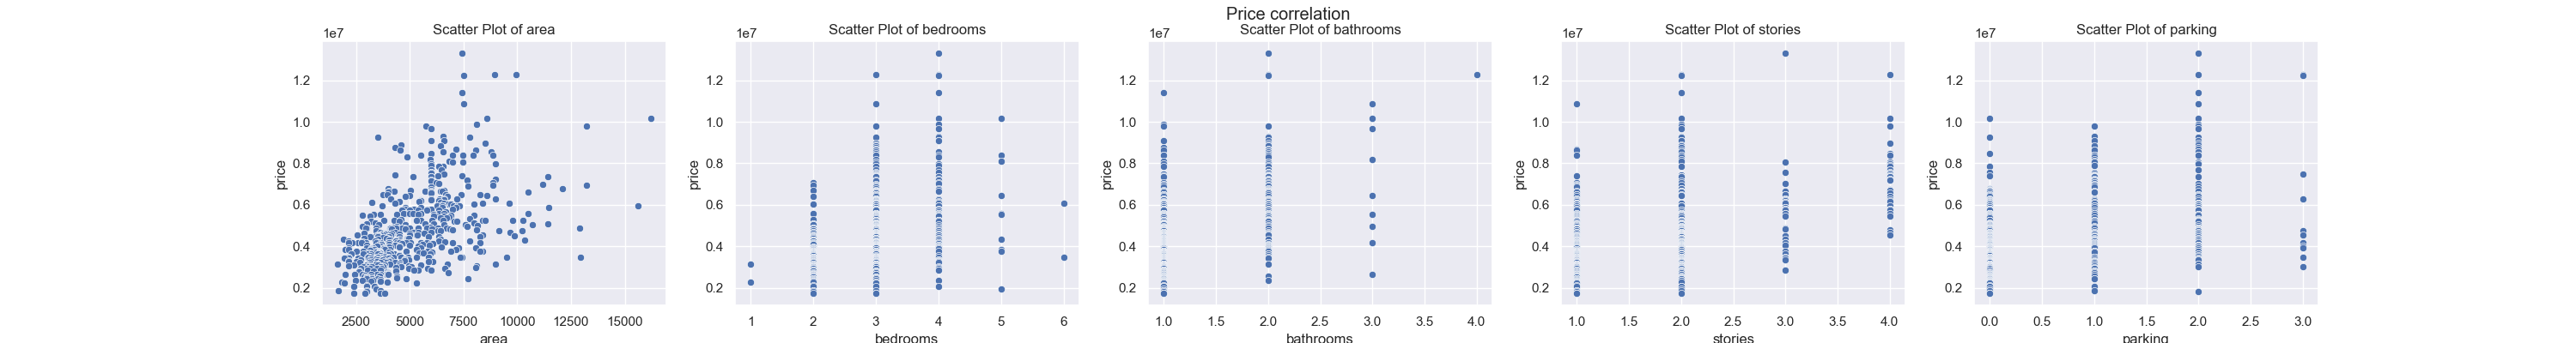 Price correlation
Scatter Plot of area
1e7
1.2
1.0
0.8
0.6
0.4
0.2
price
2500 5000 7500 10000 12500 15000
area
Scatter Plot of bedrooms
1e7
1.2
1.0
0.8
0.6
0.4
0.2
price
1 2 3 4 5 6
bedrooms
Scatter Plot of bathrooms
1e7
1.2
1.0
0.8
0.6
0.4
0.2
price
1.0 1.5 2.0 2.5 3.0 3.5 4.0
bathrooms
Scatter Plot of stories
1e7
1.2
1.0
0.8
0.6
0.4
0.2
price
1.0 1.5 2.0 2.5 3.0 3.5 4.0
stories
Scatter Plot of parking
1e7
1.2
1.0
0.8
0.6
0.4
0.2
price
0.0 0.5 1.0 1.5 2.0 2.5 3.0
parking